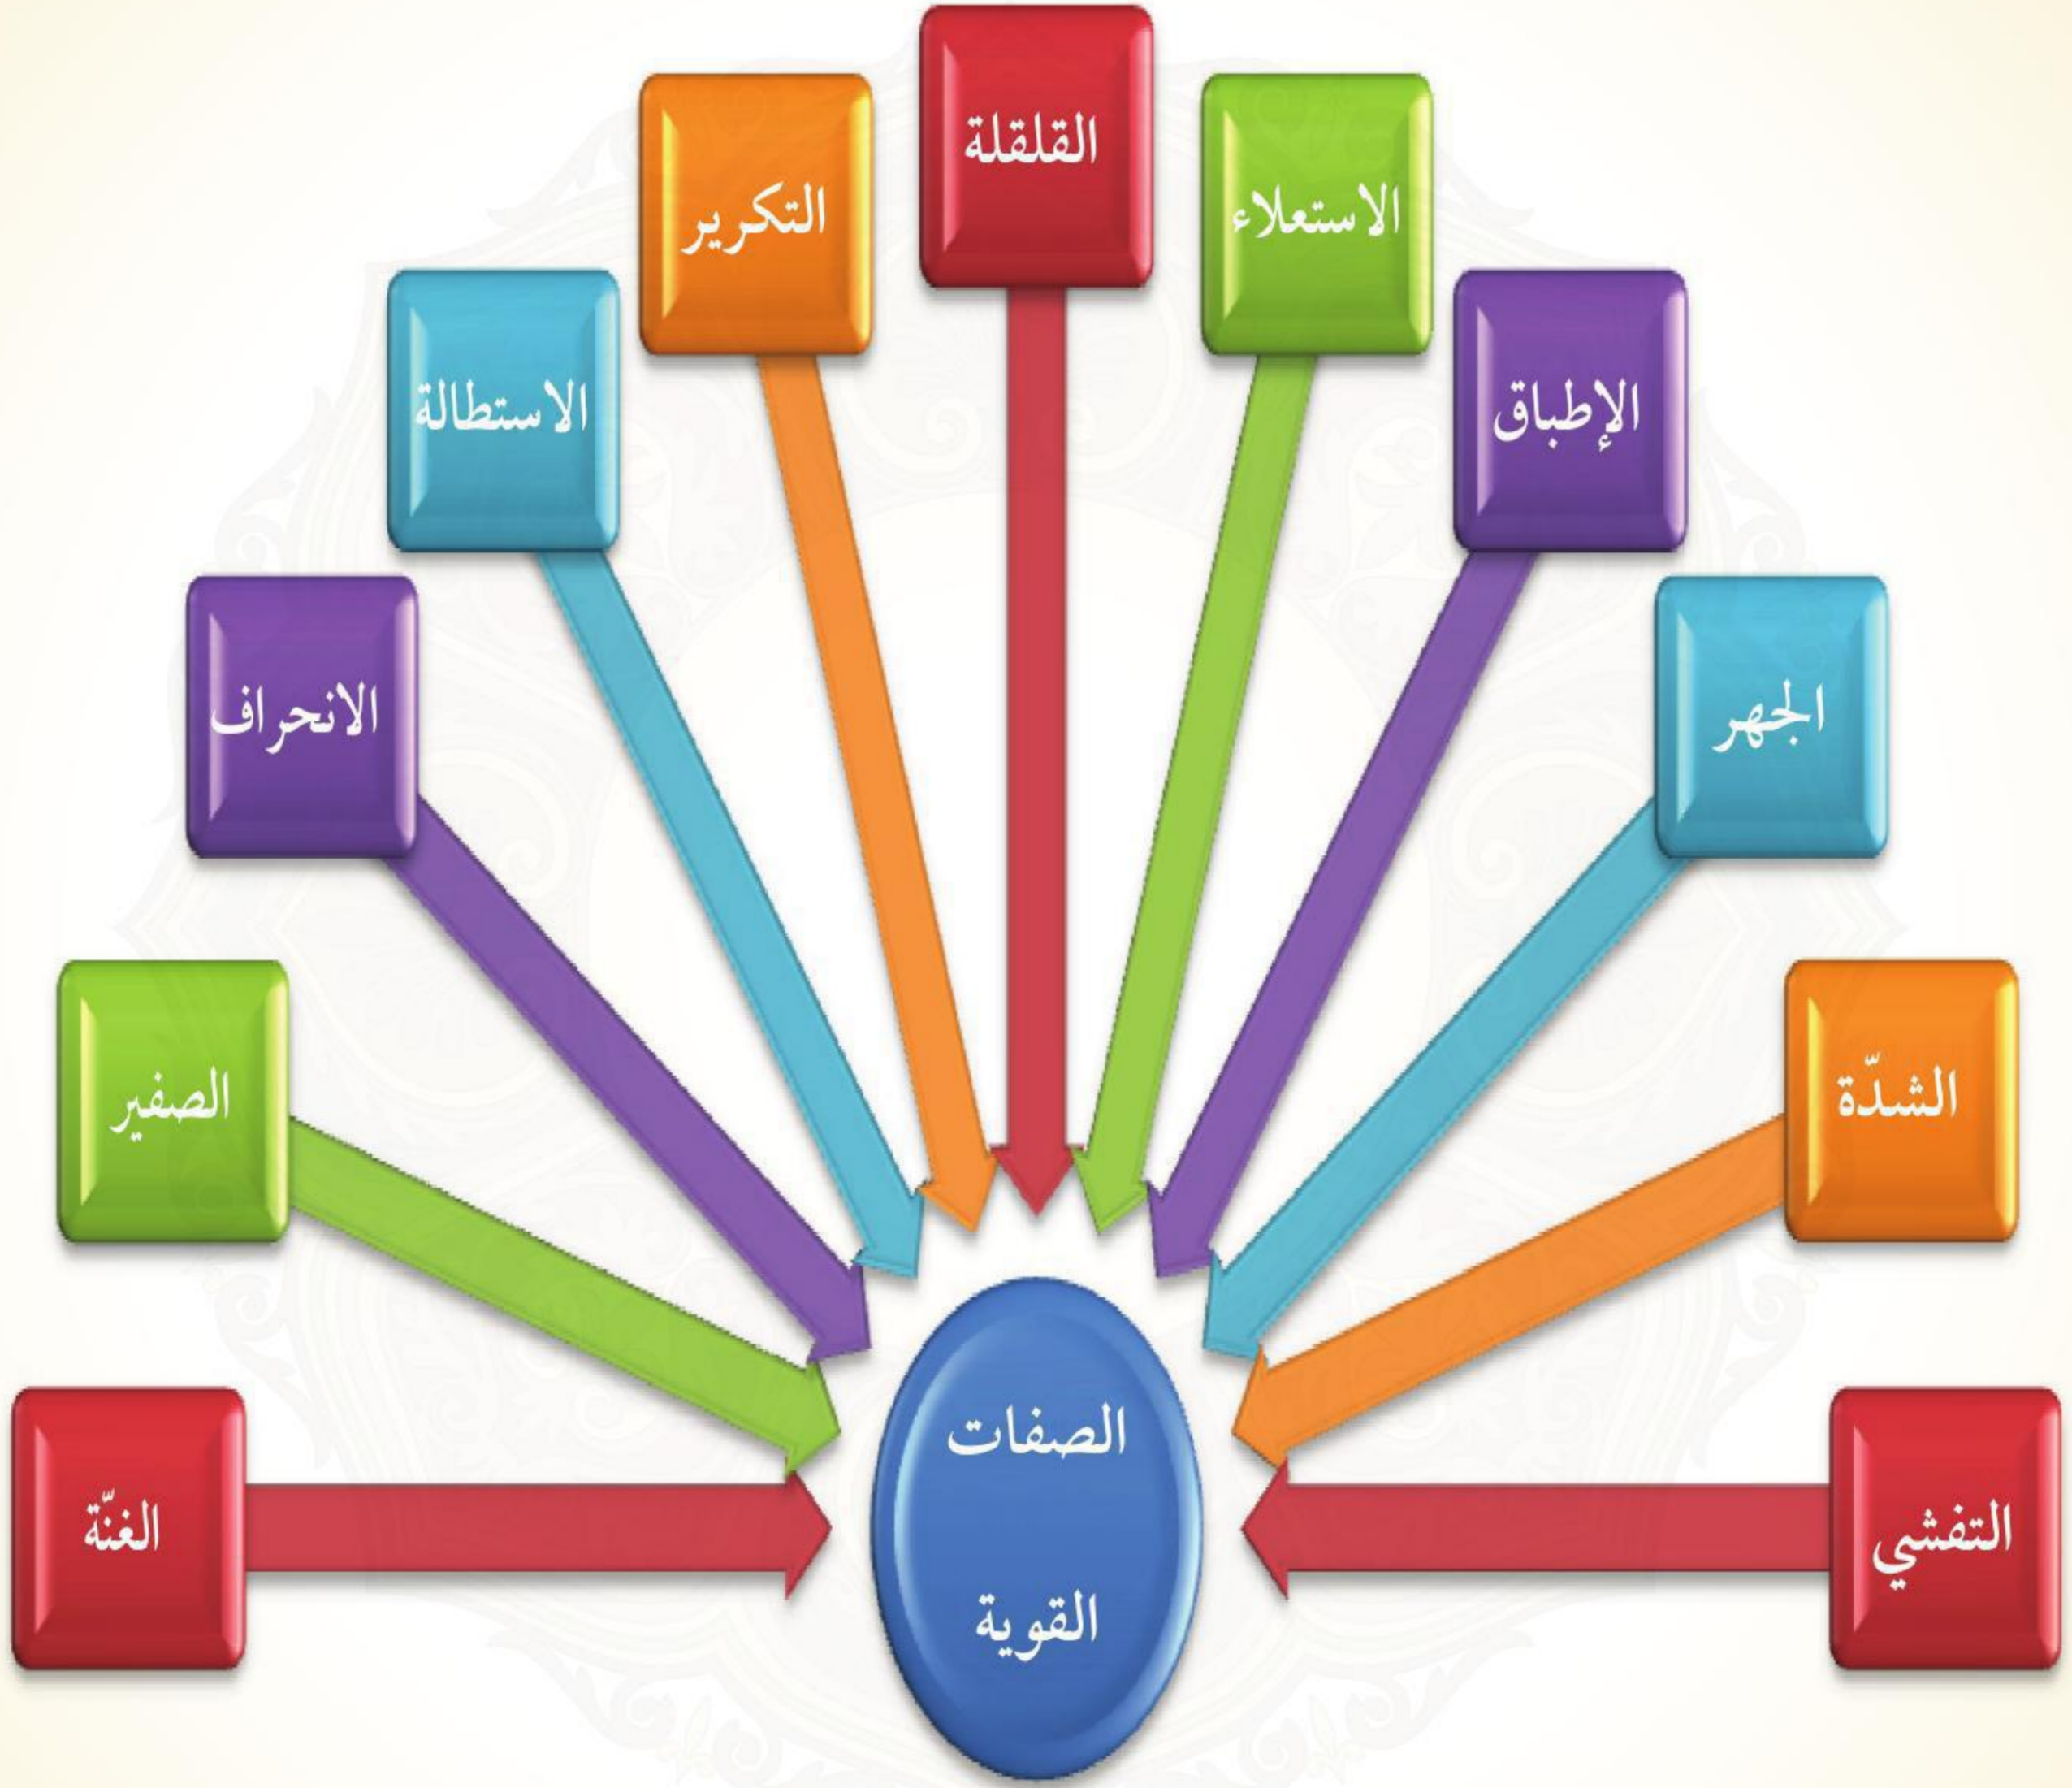 القلقلة
الاستعلاء
التكرير
الإطباق
الاستطالة
الجهر
الانحراف
الشدّة
الصفير
التفشي
الغنّة
الصفات
القوية